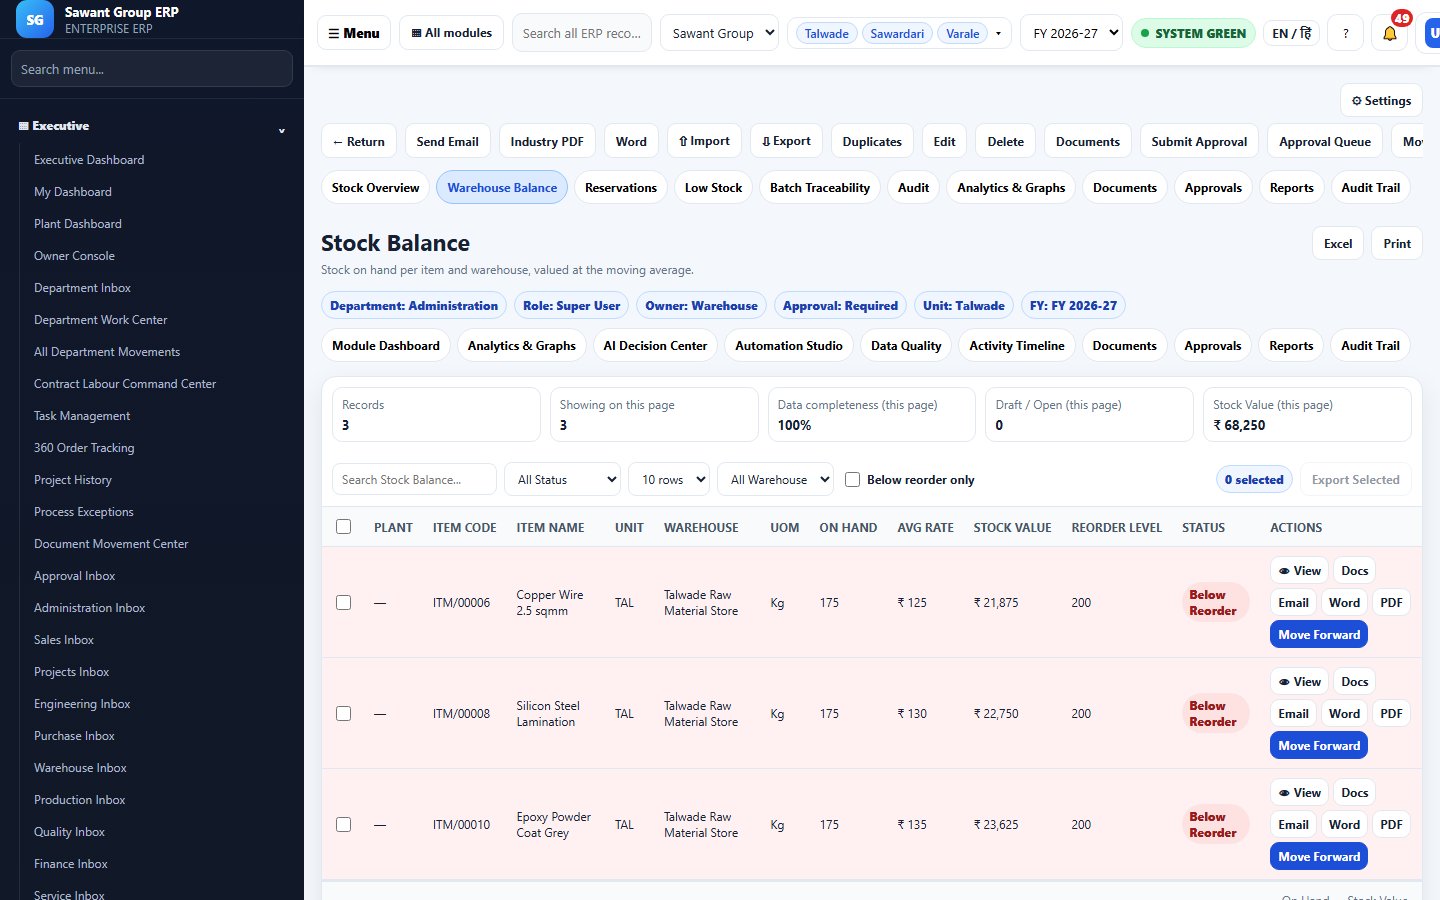 SG
Sawant Group ERP
ENTERPRISE ERP
Search menu...
Executive
Executive Dashboard
My Dashboard
Plant Dashboard
Owner Console
Department Inbox
Department Work Center
All Department Movements
Contract Labour Command Center
Task Management
360 Order Tracking
Project History
Process Exceptions
Document Movement Center
Approval Inbox
Administration Inbox
Sales Inbox
Projects Inbox
Engineering Inbox
Purchase Inbox
Warehouse Inbox
Production Inbox
Quality Inbox
Finance Inbox
Service Inbox
☰ Menu
All modules
Search all ERP reco...
Sawant Group
Talwade Sawardari Varale
FY 2026-27
SYSTEM GREEN
EN / हिं
?
49
U
⚙ Settings
← Return Send Email Industry PDF Word ⇧ Import ⇩ Export Duplicates Edit Delete Documents Submit Approval Approval Queue Mov
Stock Overview Warehouse Balance Reservations Low Stock Batch Traceability Audit Analytics & Graphs Documents Approvals Reports Audit Trail
Stock Balance
Excel Print
Stock on hand per item and warehouse, valued at the moving average.
Department: Administration Role: Super User Owner: Warehouse Approval: Required Unit: Talwade FY: FY 2026-27
Module Dashboard Analytics & Graphs AI Decision Center Automation Studio Data Quality Activity Timeline Documents Approvals Reports Audit Trail
Records Showing on this page Data completeness (this page) Draft / Open (this page) Stock Value (this page)
3 3 100% 0 ₹ 68,250
Search Stock Balance... All Status 10 rows All Warehouse Below reorder only 0 selected Export Selected
PLANT ITEM CODE ITEM NAME UNIT WAREHOUSE UOM ON HAND AVG RATE STOCK VALUE REORDER LEVEL STATUS ACTIONS
— ITM/00006 Copper Wire 2.5 sqmm TAL Talwade Raw Material Store Kg 175 ₹ 125 ₹ 21,875 200 Below Reorder View Docs Email Word PDF Move Forward
— ITM/00008 Silicon Steel Lamination TAL Talwade Raw Material Store Kg 175 ₹ 130 ₹ 22,750 200 Below Reorder View Docs Email Word PDF Move Forward
— ITM/00010 Epoxy Powder Coat Grey TAL Talwade Raw Material Store Kg 175 ₹ 135 ₹ 23,625 200 Below Reorder View Docs Email Word PDF Move Forward
On Hand Stock Value